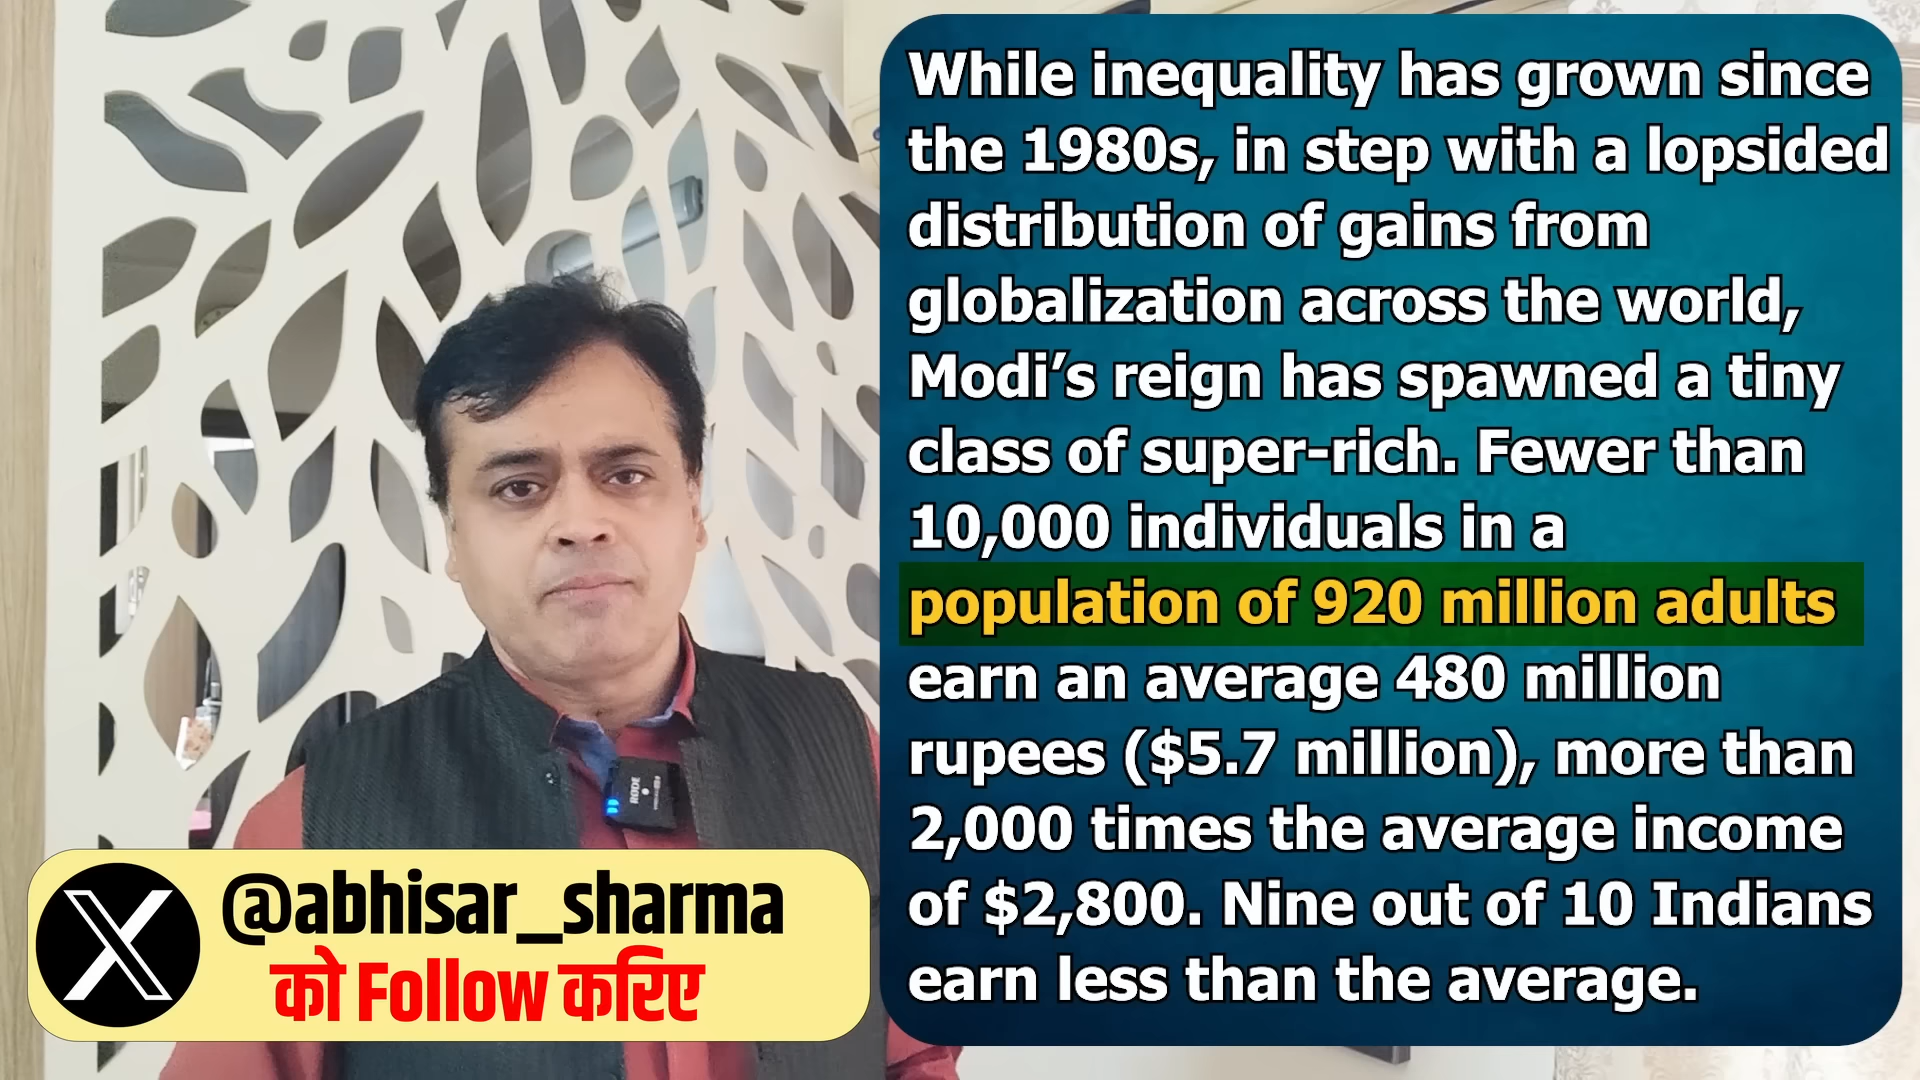 While inequality has grown since
the 1980s, in step with a lopsided
distribution of gains from
globalization across the world,
Modi’s reign has spawned a tiny
class of super-rich. Fewer than
10,000 individuals in a
population of 920 million adults
earn an average 480 million
rupees ($5.7 million), more than
2,000 times the average income
of $2,800. Nine out of 10 Indians
earn less than the average.
RODE
@abhisar_sharma
को Follow करिए